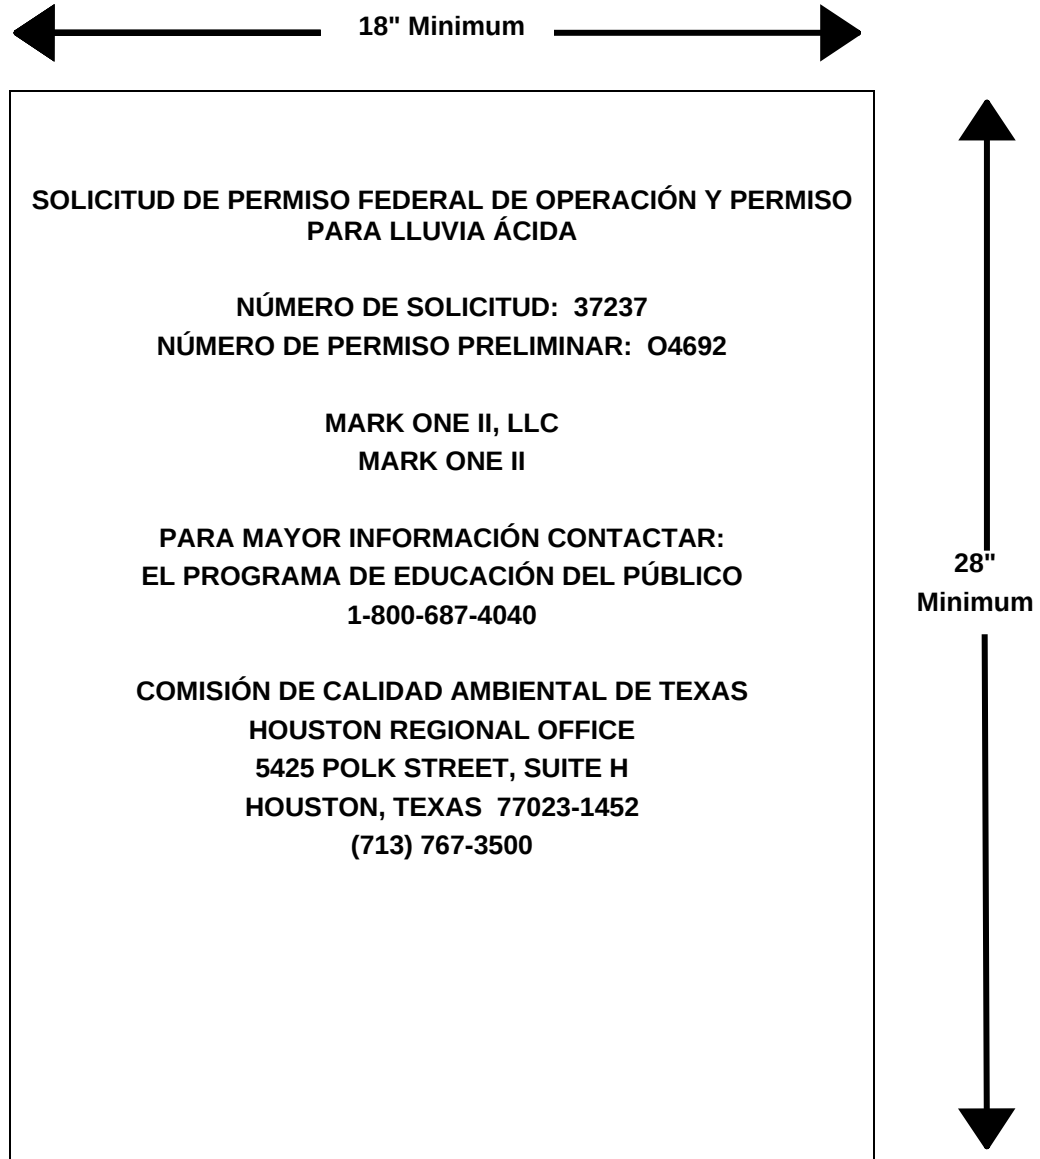 18" Minimum
SOLICITUD DE PERMISO FEDERAL DE OPERACIÓN Y PERMISO
PARA LLUVIA ÁCIDA
NÚMERO DE SOLICITUD:  37237
NÚMERO DE PERMISO PRELIMINAR:  O4692
MARK ONE II, LLC
MARK ONE II
PARA MAYOR INFORMACIÓN CONTACTAR:
EL PROGRAMA DE EDUCACIÓN DEL PÚBLICO
1-800-687-4040
28"
Minimum
COMISIÓN DE CALIDAD AMBIENTAL DE TEXAS
HOUSTON REGIONAL OFFICE
5425 POLK STREET, SUITE H
HOUSTON, TEXAS  77023-1452
(713) 767-3500